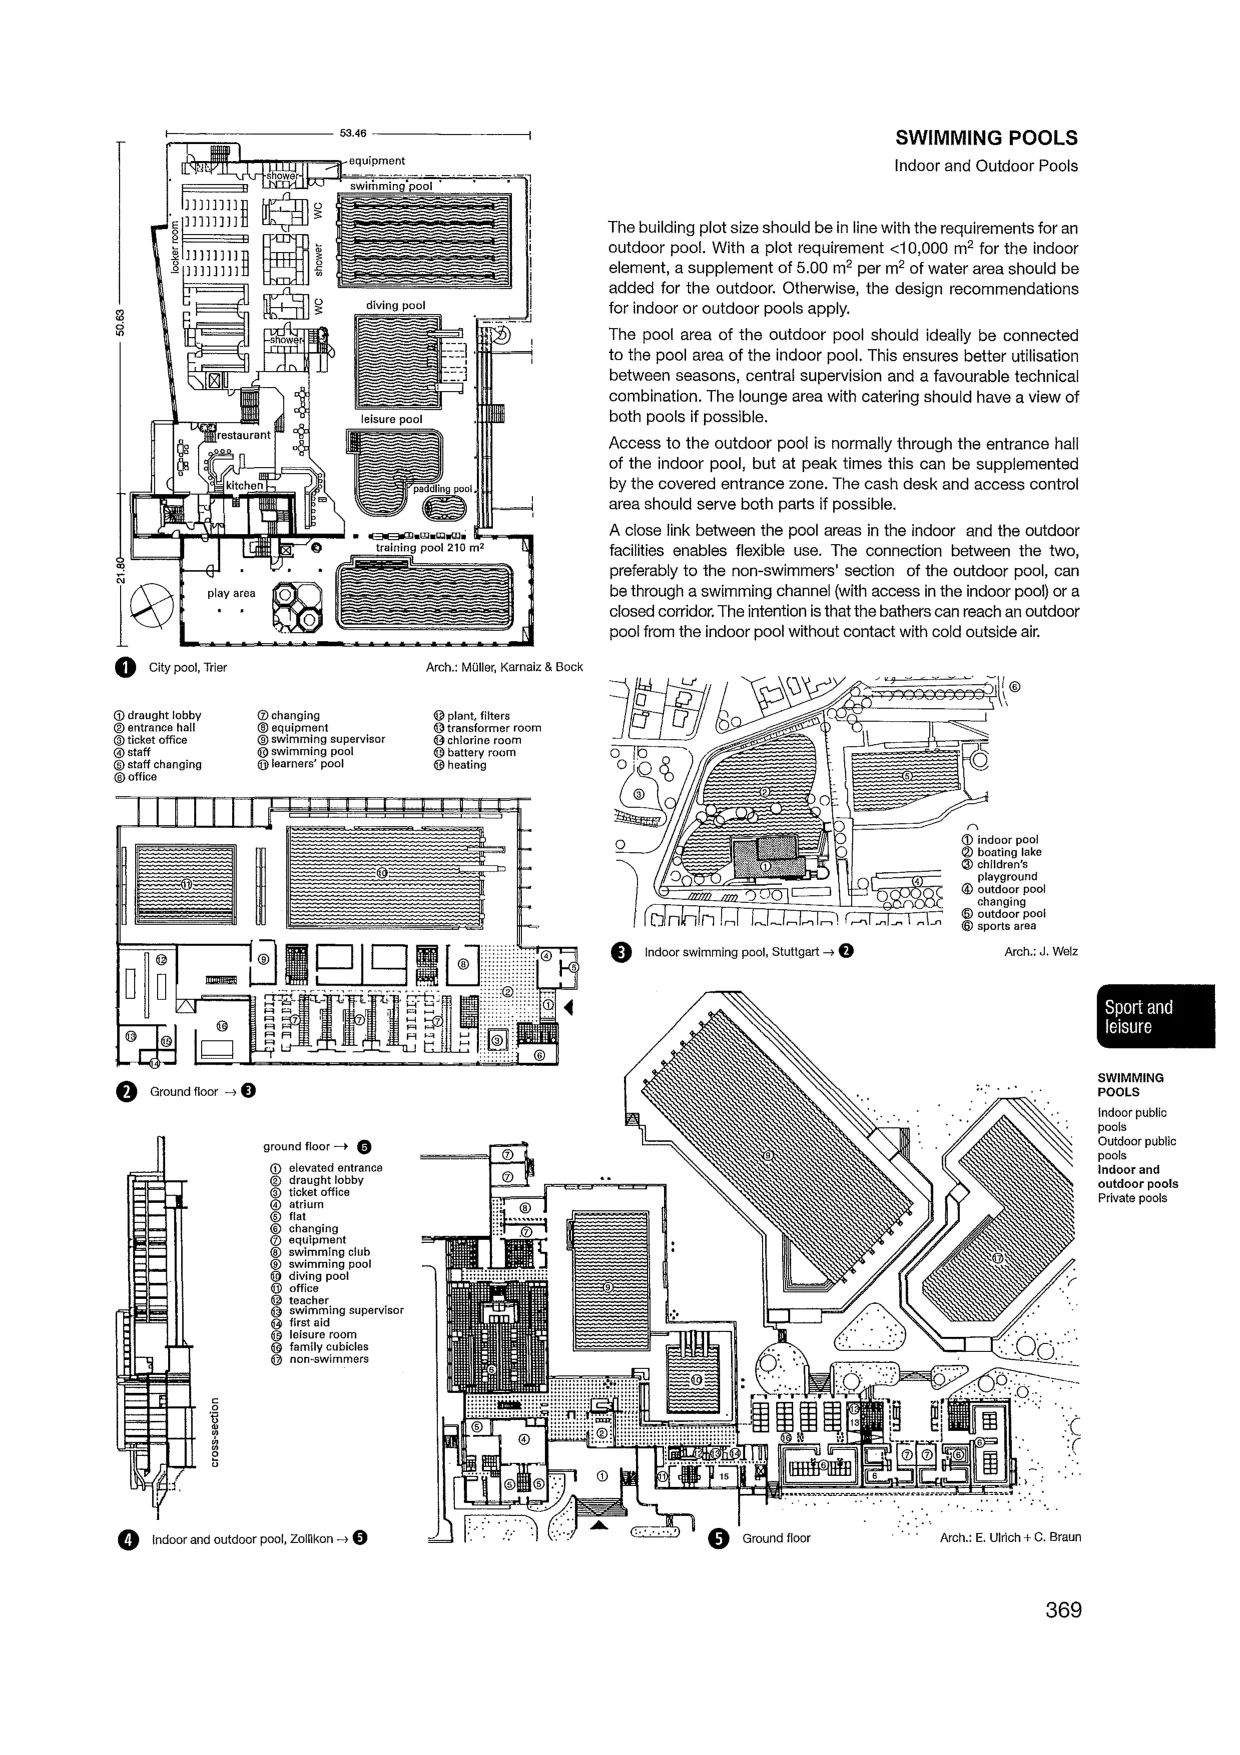 SWIMMING POOLS
Indoor and Outdoor Pools
The building plot size should be in line with the requirements for an
outdoor pool. With a plot requirement <10,000 m² for the indoor
element, a supplement of 5.00 m² per m² of water area should be
added for the outdoor. Otherwise, the design recommendations
for indoor or outdoor pools apply.
The pool area of the outdoor pool should ideally be connected
to the pool area of the indoor pool. This ensures better utilisation
between seasons, central supervision and a favourable technical
combination. The lounge area with catering should have a view of
both pools if possible.
Access to the outdoor pool is normally through the entrance hall
of the indoor pool, but at peak times this can be supplemented
by the covered entrance zone. The cash desk and access control
area should serve both parts if possible.
A close link between the pool areas in the indoor and the outdoor
facilities enables flexible use. The connection between the two,
preferably to the non-swimmers' section of the outdoor pool, can
be through a swimming channel (with access in the indoor pool) or a
closed corridor. The intention is that the bathers can reach an outdoor
pool from the indoor pool without contact with cold outside air.
53.46
50.63
21.80
equipment
shower
swimming pool
WC
locker room
shower
WC
diving pool
shower
leisure pool
restaurant
kitchen
paddling pool
training pool 210 m²
play area
❶ City pool, Trier
Arch.: Müller, Karnaiz & Bock
① draught lobby
② entrance hall
③ ticket office
④ staff
⑤ staff changing
⑥ office
⑦ changing
⑧ equipment
⑨ swimming supervisor
⑩ swimming pool
⑪ learners' pool
⑫ plant, filters
⑬ transformer room
⑭ chlorine room
⑮ battery room
⑯ heating
❷ Ground floor → ❸
① indoor pool
② boating lake
③ children's
playground
④ outdoor pool
changing
⑤ outdoor pool
⑥ sports area
❸ Indoor swimming pool, Stuttgart → ❷
Arch.: J. Welz
ground floor → ❺
① elevated entrance
② draught lobby
③ ticket office
④ atrium
⑤ flat
⑥ changing
⑦ equipment
⑧ swimming club
⑨ swimming pool
⑩ diving pool
⑪ office
⑫ teacher
⑬ swimming supervisor
⑭ first aid
⑮ leisure room
⑯ family cubicles
⑰ non-swimmers
cross-section
❹ Indoor and outdoor pool, Zollikon → ❺
❺ Ground floor
Arch.: E. Ulrich + C. Braun
Sport and
leisure
SWIMMING
POOLS
Indoor public
pools
Outdoor public
pools
Indoor and
outdoor pools
Private pools
369